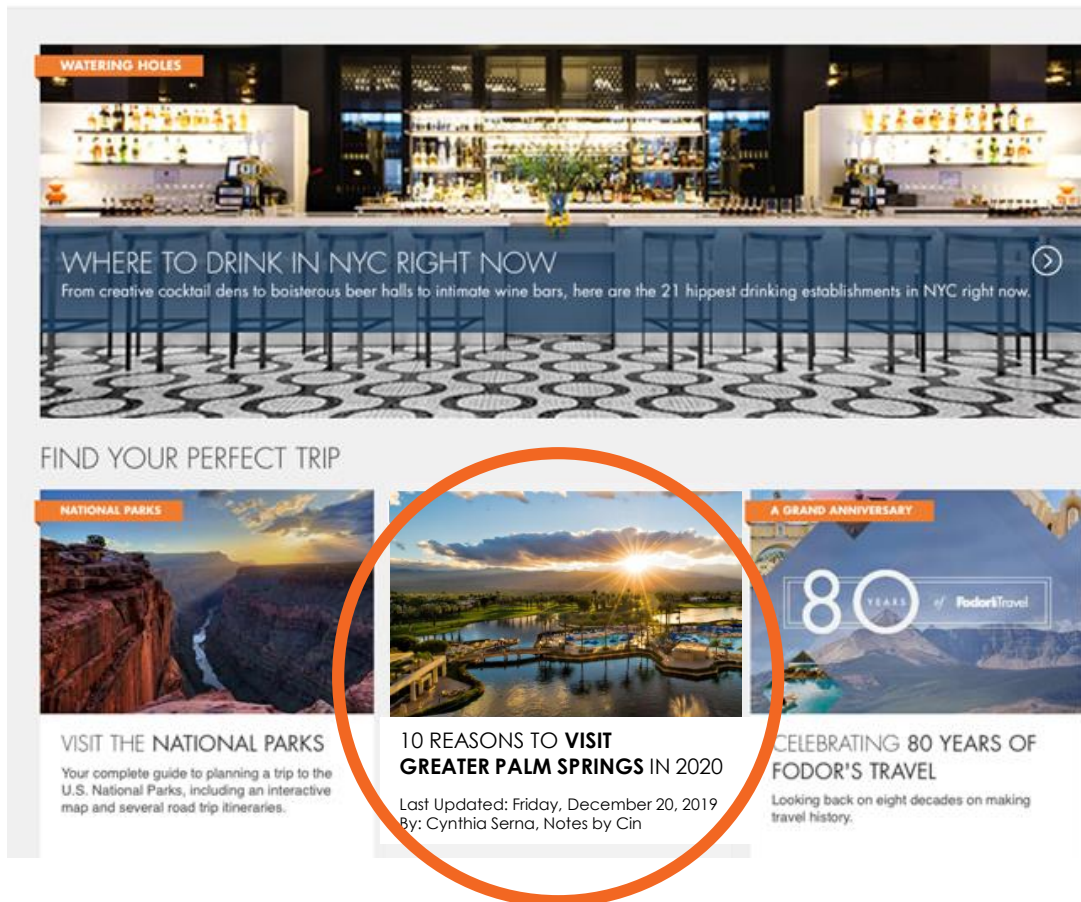 WATERING HOLES
WHERE TO DRINK IN NYC RIGHT NOW
From creative cocktail dens to boisterous beer halls to intimate wine bars, here are the 21 hippest drinking establishments in NYC right now.
FIND YOUR PERFECT TRIP
NATIONAL PARKS
VISIT THE NATIONAL PARKS
Your complete guide to planning a trip to the
U.S. National Parks, including an interactive
map and several road trip itineraries.
10 REASONS TO VISIT
GREATER PALM SPRINGS IN 2020
Last Updated: Friday, December 20, 2019
By: Cynthia Serna, Notes by Cin
A GRAND ANNIVERSARY
80 YEARS of Fodor's Travel
CELEBRATING 80 YEARS OF
FODOR'S TRAVEL
Looking back on eight decades on making
travel history.